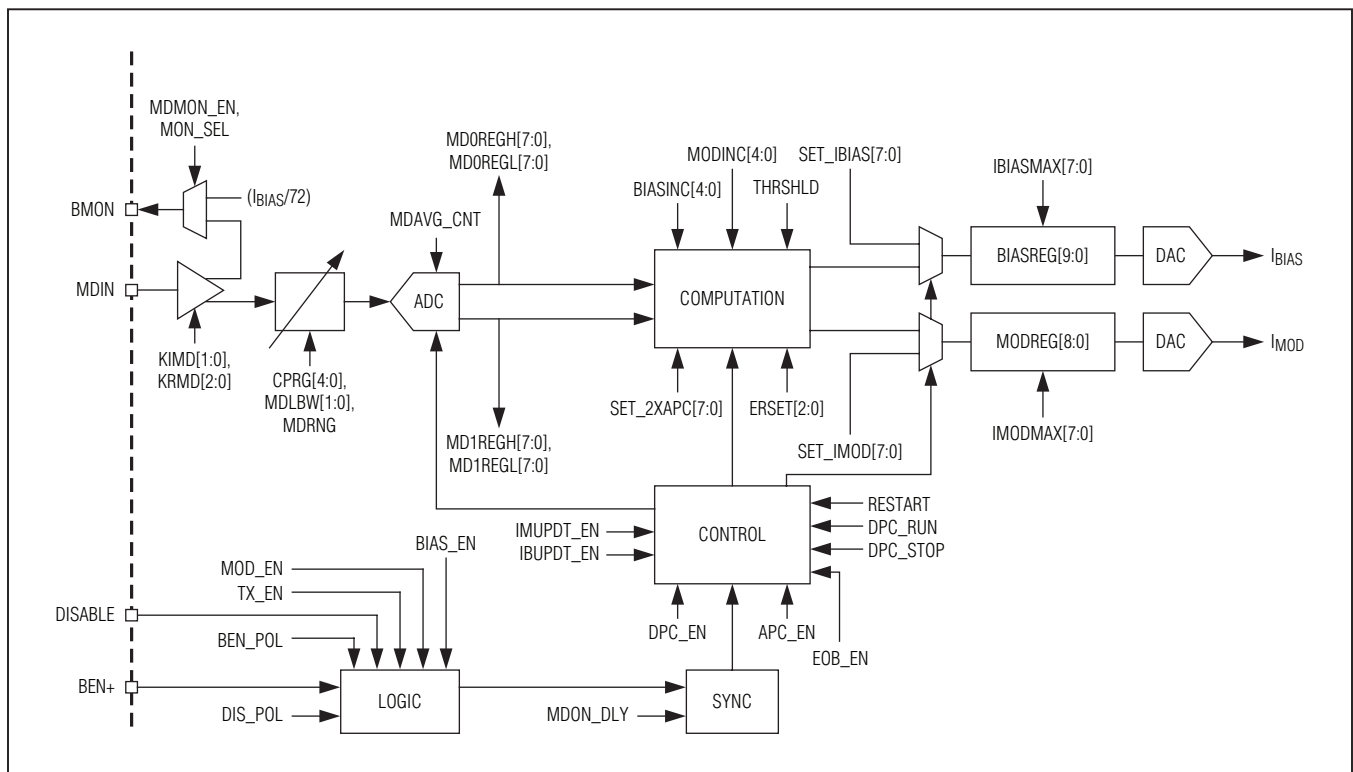 MDMON_EN,
MON_SEL
BMON
(IBIAS/72)
MDIN
KIMD[1:0],
KRMD[2:0]
CPRG[4:0],
MDLBW[1:0],
MDRNG
MDAVG_CNT
ADC
MD0REGH[7:0],
MD0REGL[7:0]
MD1REGH[7:0],
MD1REGL[7:0]
MODINC[4:0]
BIASINC[4:0]
THRSHLD
COMPUTATION
SET_2XAPC[7:0]
ERSET[2:0]
SET_IBIAS[7:0]
IBIASMAX[7:0]
BIASREG[9:0]
DAC
IBIAS
MODREG[8:0]
DAC
IMOD
SET_IMOD[7:0]
IMODMAX[7:0]
IMUPDT_EN
IBUPDT_EN
CONTROL
RESTART
DPC_RUN
DPC_STOP
DPC_EN
APC_EN
EOB_EN
BIAS_EN
MOD_EN
TX_EN
DISABLE
BEN_POL
BEN+
LOGIC
DIS_POL
MDON_DLY
SYNC